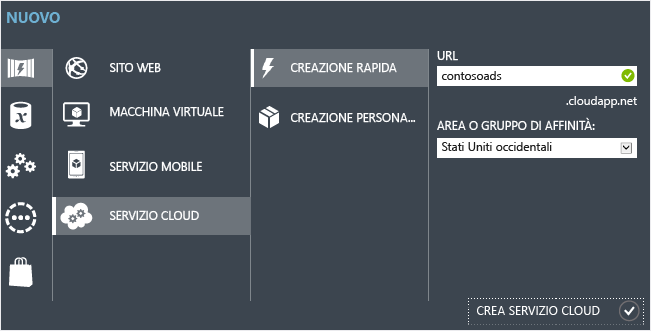 NUOVO
SITO WEB
MACCHINA VIRTUALE
SERVIZIO MOBILE
SERVIZIO CLOUD
CREAZIONE RAPIDA
CREAZIONE PERSONA...
URL
contosoads
.cloudapp.net
AREA O GRUPPO DI AFFINITÀ:
Stati Uniti occidentali
CREA SERVIZIO CLOUD